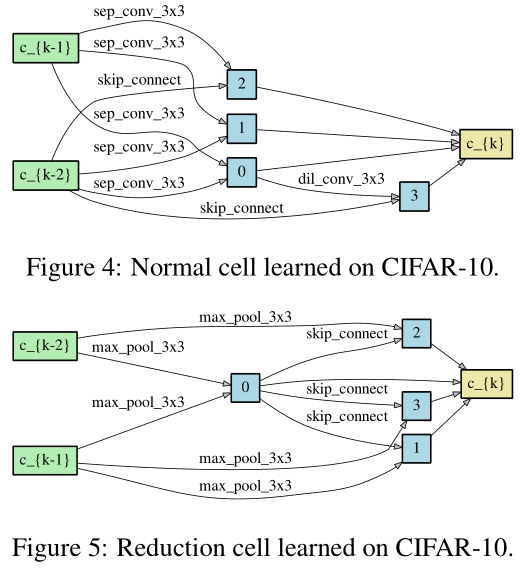 sep_conv_3x3
c_{k-1}
sep_conv_3x3
skip_connect
2
sep_conv_3x3
1
c_{k}
sep_conv_3x3
c_{k-2}
0
sep_conv_3x3
dil_conv_3x3
3
skip_connect
Figure 4: Normal cell learned on CIFAR-10.
max_pool_3x3
skip_connect
2
c_{k-2}
max_pool_3x3
0
c_{k}
skip_connect
max_pool_3x3
3
skip_connect
1
c_{k-1}
max_pool_3x3
max_pool_3x3
Figure 5: Reduction cell learned on CIFAR-10.